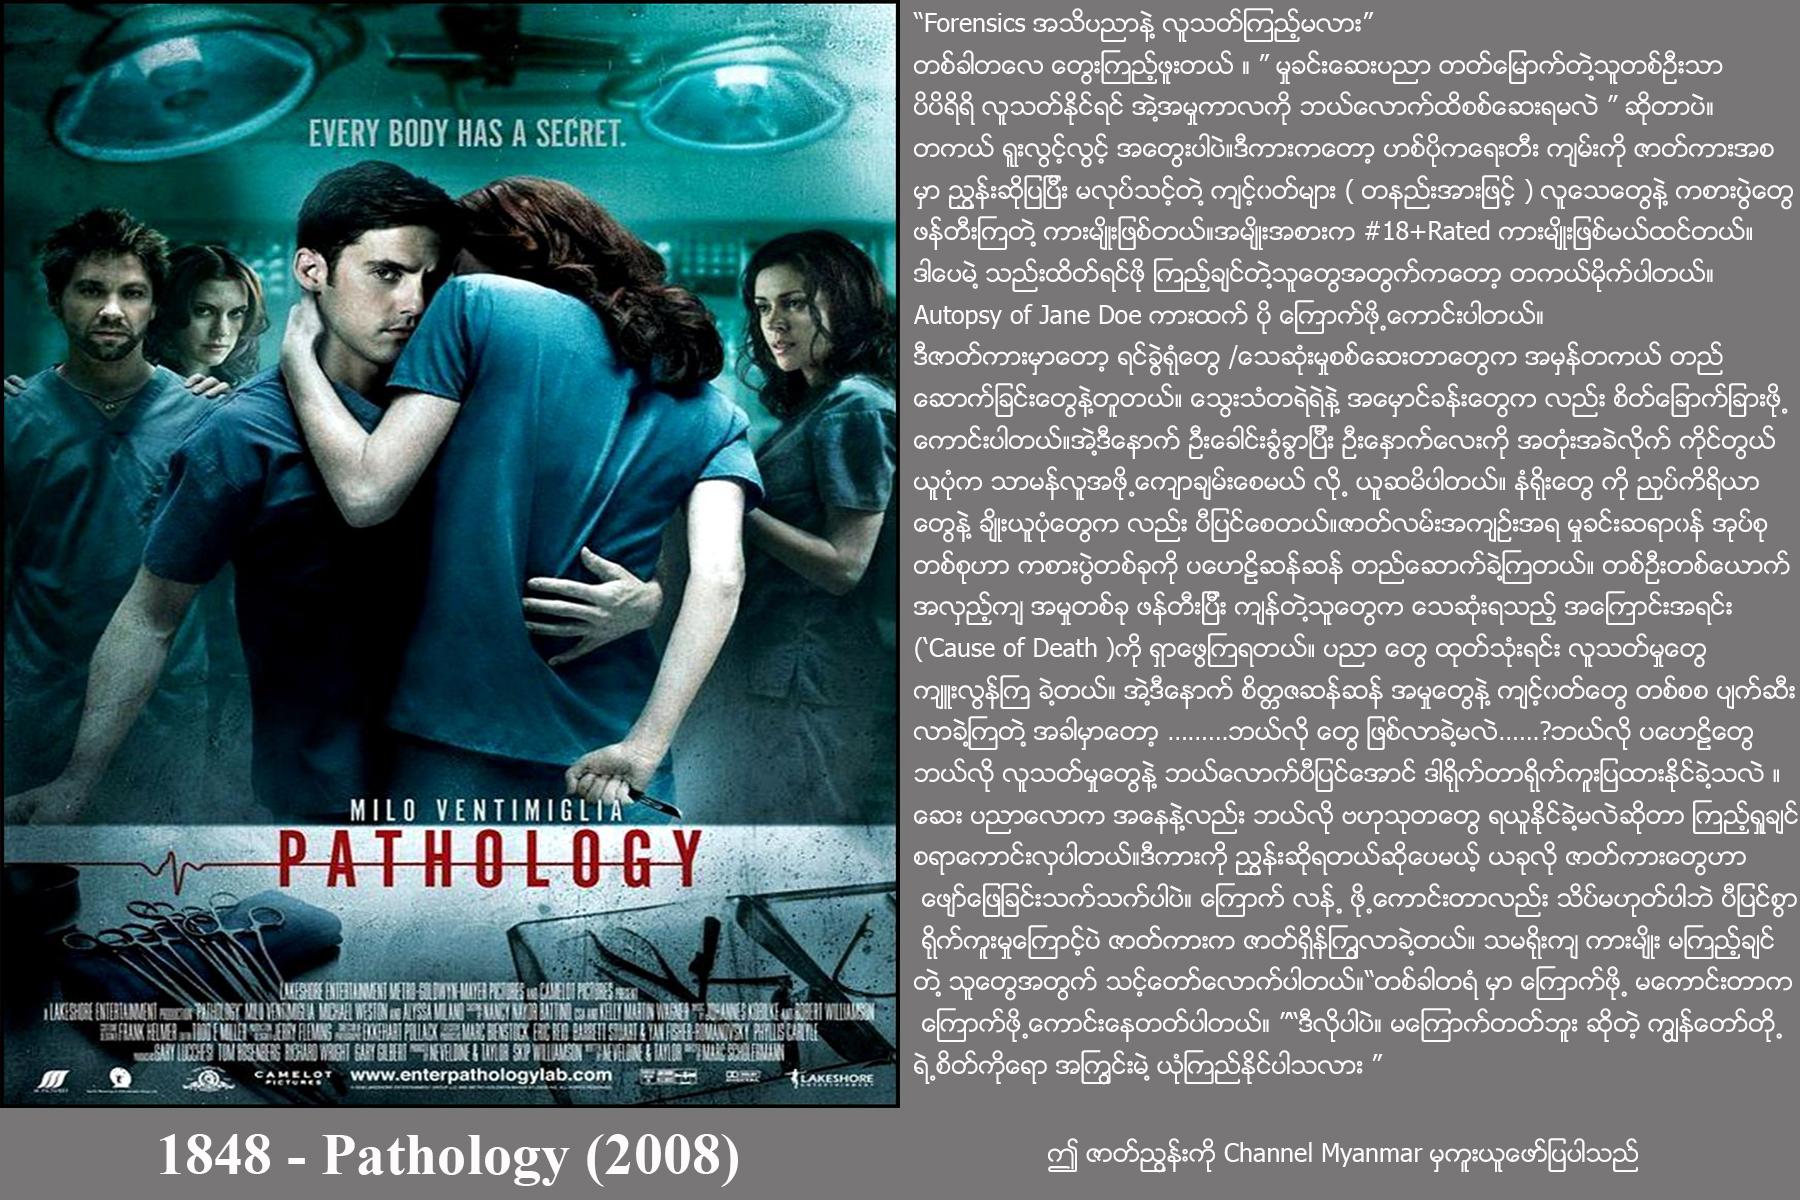 EVERY BODY HAS A SECRET.
MILO VENTIMIGLIA
PATHOLOGY
LAKESHORE ENTERTAINMENT METRO-GOLDWYN-MAYER PICTURES AND CAMELOT PICTURES PRESENT
A LAKESHORE ENTERTAINMENT PRODUCTION "PATHOLOGY" MILO VENTIMIGLIA MICHAEL WESTON AND ALYSSA MILANO
CAMELOT PICTURES
www.enterpathologylab.com
LAKESHORE ENTERTAINMENT
1848 - Pathology (2008)
“Forensics အသိပညာနဲ့ လူသတ်ကြည့်မလား”
တစ်ခါတလေ တွေးကြည့်ဖူးတယ် ။ ” မှုခင်းဆေးပညာ တတ်မြောက်တဲ့သူတစ်ဦးသာ
ပိပိရိရိ လူသတ်နိုင်ရင် အဲ့အမှုကာလကို ဘယ်လောက်ထိစစ်ဆေးရမလဲ ” ဆိုတာပဲ။
တကယ် ရူးလွင့်လွင့် အတွေးပါပဲ။ဒီကားကတော့ ဟစ်ပိုကရေးတီး ကျမ်းကို ဇာတ်ကားအစ
မှာ ညွှန်းဆိုပြပြီး မလုပ်သင့်တဲ့ ကျင့်၀တ်များ ( တနည်းအားဖြင့် ) လူသေတွေနဲ့ ကစားပွဲတွေ
ဖန်တီးကြတဲ့ ကားမျိုးဖြစ်တယ်။အမျိုးအစားက #18+Rated ကားမျိုးဖြစ်မယ်ထင်တယ်။
ဒါပေမဲ့ သည်းထိတ်ရင်ဖို ကြည့်ချင်တဲ့သူတွေအတွက်ကတော့ တကယ်မိုက်ပါတယ်။
Autopsy of Jane Doe ကားထက် ပို ကြောက်ဖို့ကောင်းပါတယ်။
ဒီဇာတ်ကားမှာတော့ ရင်ခွဲရုံတွေ /သေဆုံးမှုစစ်ဆေးတာတွေက အမှန်တကယ် တည်
ဆောက်ခြင်းတွေနဲ့တူတယ်။ သွေးသံတရဲရဲနဲ့ အမှောင်ခန်းတွေက လည်း စိတ်ခြောက်ခြားဖို့
ကောင်းပါတယ်။အဲ့ဒီနောက် ဦးခေါင်းခွံခွာပြီး ဦးနှောက်လေးကို အတုံးအခဲလိုက် ကိုင်တွယ်
ယူပုံက သာမန်လူအဖို့ကျောချမ်းစေမယ် လို့ ယူဆမိပါတယ်။ နံရိုးတွေ ကို ညှပ်ကိရိယာ
တွေနဲ့ ချိုးယူပုံတွေက လည်း ပီပြင်စေတယ်။ဇာတ်လမ်းအကျဉ်းအရ မှုခင်းဆရာ၀န် အုပ်စု
တစ်စုဟာ ကစားပွဲတစ်ခုကို ပဟေဠိဆန်ဆန် တည်ဆောက်ခဲ့ကြတယ်။ တစ်ဦးတစ်ယောက်
အလှည့်ကျ အမှုတစ်ခု ဖန်တီးပြီး ကျန်တဲ့သူတွေက သေဆုံးရသည့် အကြောင်းအရင်း
(‘Cause of Death )ကို ရှာဖွေကြရတယ်။ ပညာ တွေ ထုတ်သုံးရင်း လူသတ်မှုတွေ
ကျူးလွန်ကြ ခဲ့တယ်။ အဲ့ဒီနောက် စိတ္တဇဆန်ဆန် အမှုတွေနဲ့ ကျင့်၀တ်တွေ တစ်စစ ပျက်ဆီး
လာခဲ့ကြတဲ့ အခါမှာတော့ .........ဘယ်လို တွေ ဖြစ်လာခဲ့မလဲ......?ဘယ်လို ပဟေဠိတွေ
ဘယ်လို လူသတ်မှုတွေနဲ့ ဘယ်လောက်ပီပြင်အောင် ဒါရိုက်တာရိုက်ကူးပြထားနိုင်ခဲ့သလဲ ။
ဆေး ပညာလောက အနေနဲ့လည်း ဘယ်လို ဗဟုသုတတွေ ရယူနိုင်ခဲ့မလဲဆိုတာ ကြည့်ရှုချင်
စရာကောင်းလှပါတယ်။ဒီကားကို ညွှန်းဆိုရတယ်ဆိုပေမယ့် ယခုလို ဇာတ်ကားတွေဟာ
ဖျော်ဖြေခြင်းသက်သက်ပါပဲ။ ကြောက် လန့် ဖို့ကောင်းတာလည်း သိပ်မဟုတ်ပါဘဲ ပီပြင်စွာ
ရိုက်ကူးမှုကြောင့်ပဲ ဇာတ်ကားက ဇာတ်ရှိန်ကြွလာခဲ့တယ်။ သမရိုးကျ ကားမျိုး မကြည့်ချင်
တဲ့ သူတွေအတွက် သင့်တော်လောက်ပါတယ်။“တစ်ခါတရံ မှာ ကြောက်ဖို့ မကောင်းတာက
ကြောက်ဖို့ကောင်းနေတတ်ပါတယ်။ ”“ဒီလိုပါပဲ။ မကြောက်တတ်ဘူး ဆိုတဲ့ ကျွန်တော်တို့
ရဲ့စိတ်ကိုရော အကြွင်းမဲ့ ယုံကြည်နိုင်ပါသလား ”
ဤ ဇာတ်ညွှန်းကို Channel Myanmar မှကူးယူဖော်ပြပါသည်